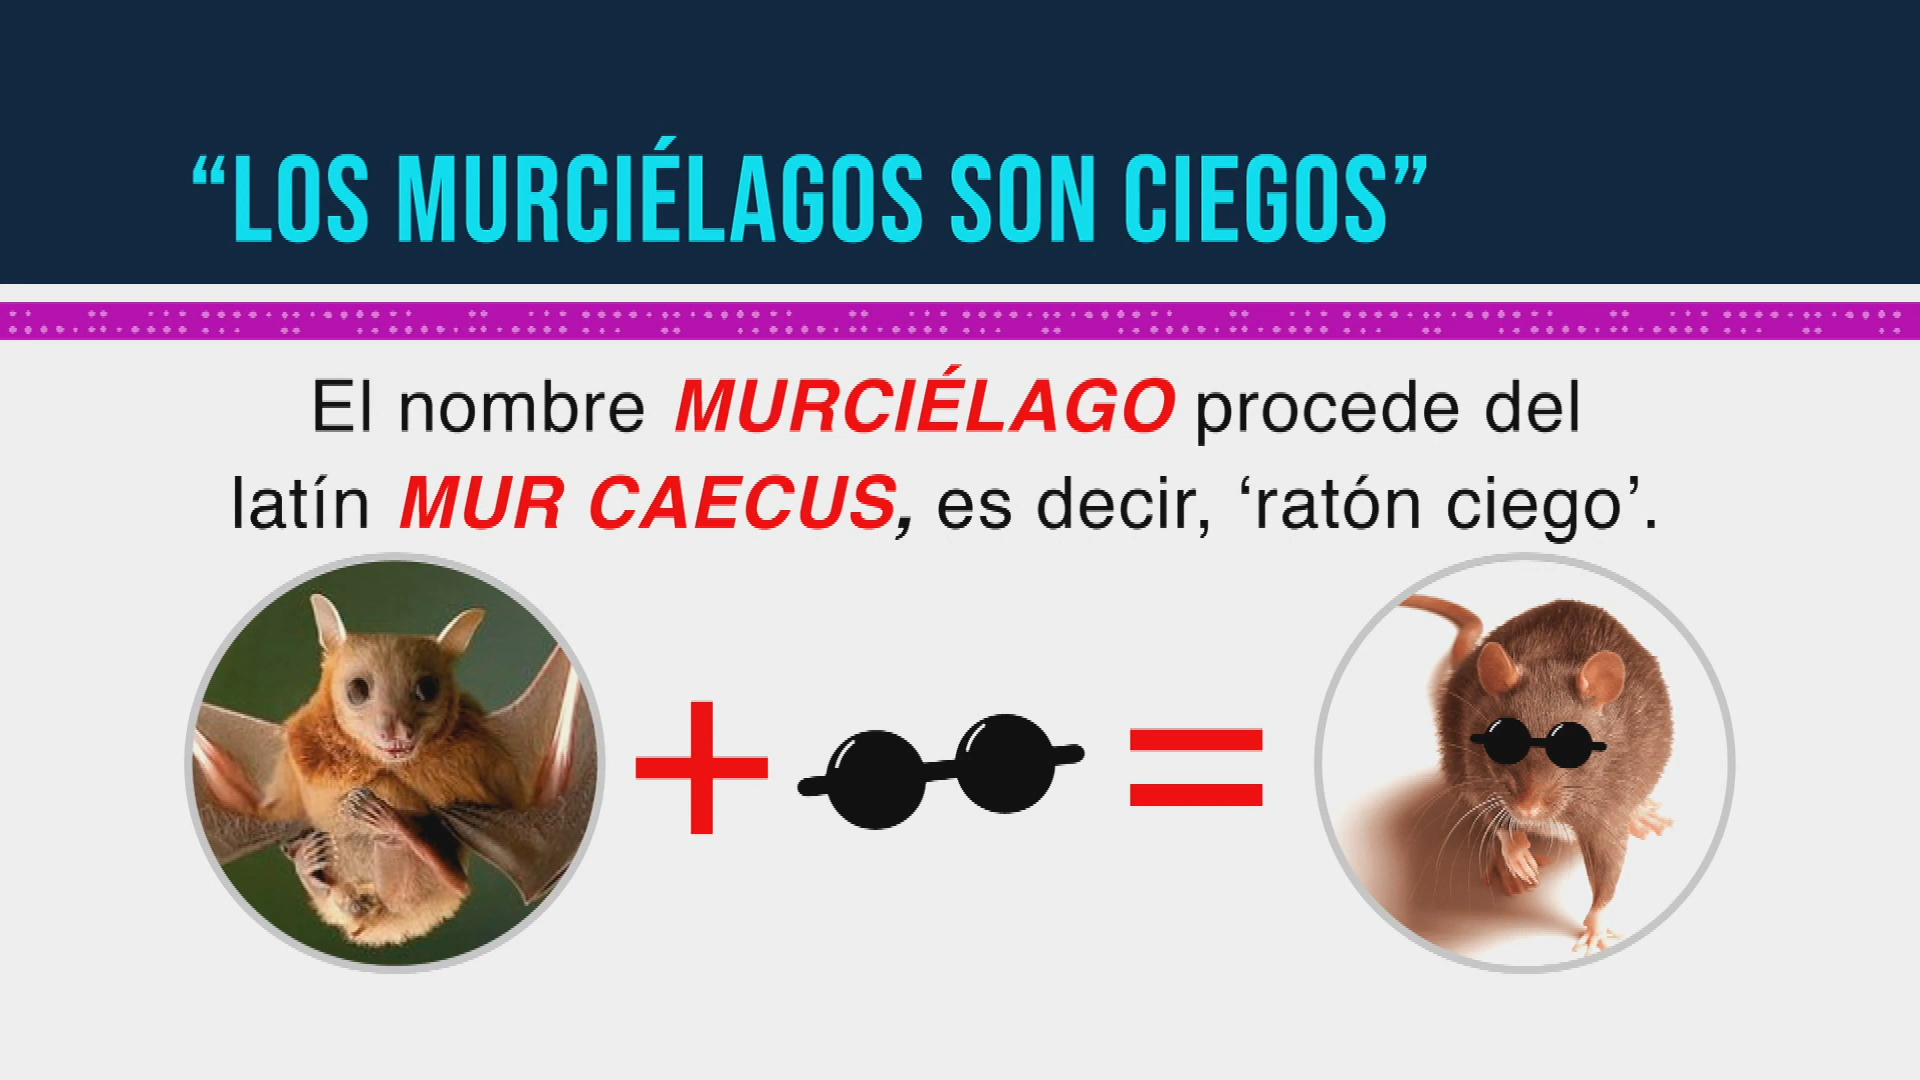 “LOS MURCIÉLAGOS SON CIEGOS”
El nombre MURCIÉLAGO procede del
latín MUR CAECUS, es decir, ‘ratón ciego’.